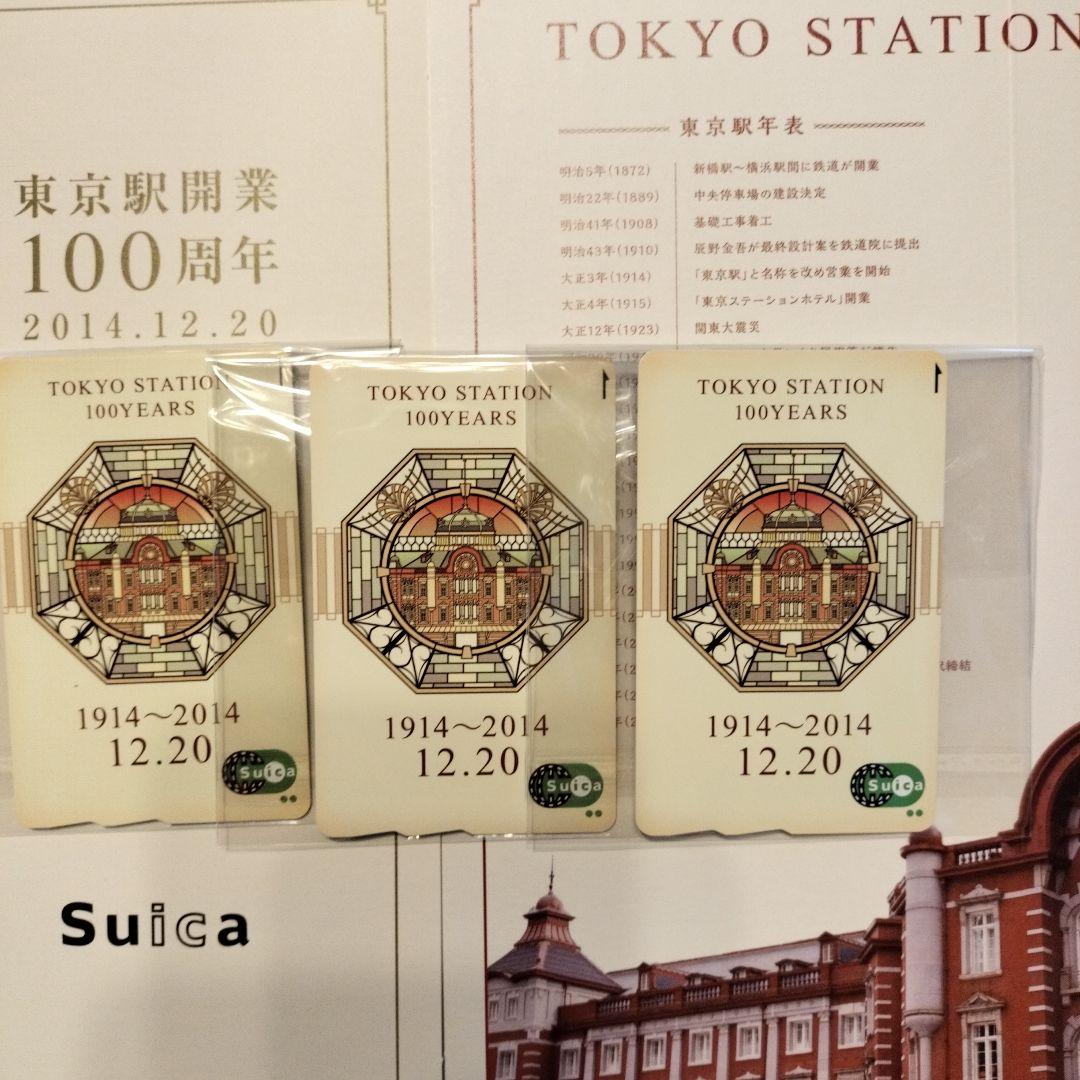 東京駅開業
100周年
2014.12.20
TOKYO STATION
東京駅年表
明治5年(1872) 新橋駅〜横浜駅間に鉄道が開業
明治22年(1889) 中央停車場の建設決定
明治41年(1908) 基礎工事着工
明治43年(1910) 辰野金吾が最終設計案を鉄道院に提出
大正3年(1914) 「東京駅」と名称を改め営業を開始
大正4年(1915) 「東京ステーションホテル」開業
大正12年(1923) 関東大震災
締結
TOKYO STATION
100YEARS
1914〜2014
12.20
Suica
TOKYO STATION
100YEARS
1914〜2014
12.20
Suica
TOKYO STATION
100YEARS
1914〜2014
12.20
Suica
Suica